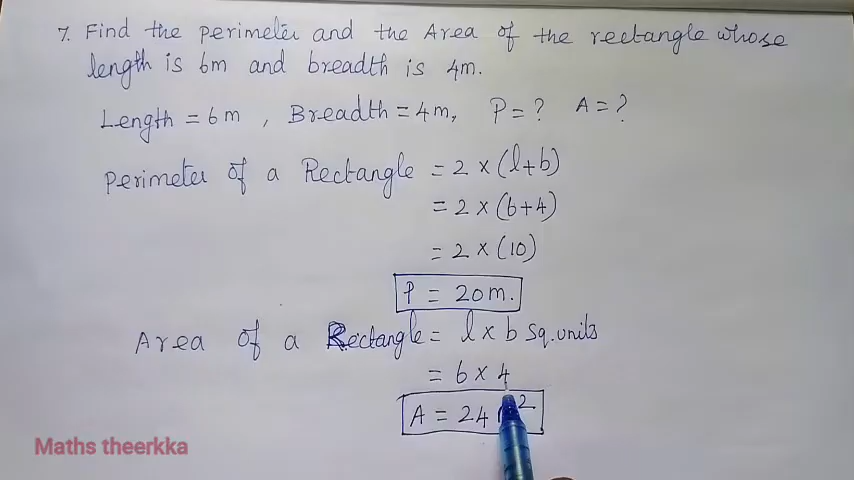 7. Find the perimeter and the Area of the rectangle whose
length is 6m and breadth is 4m.
Length = 6m , Breadth = 4m, P = ? A = ?
Perimeter of a Rectangle = 2 × (l+b)
= 2 × (6+4)
= 2 × (10)
P = 20m.
Area of a Rectangle = l × b sq.units
= 6 × 4
A = 24 2
Maths theerkka